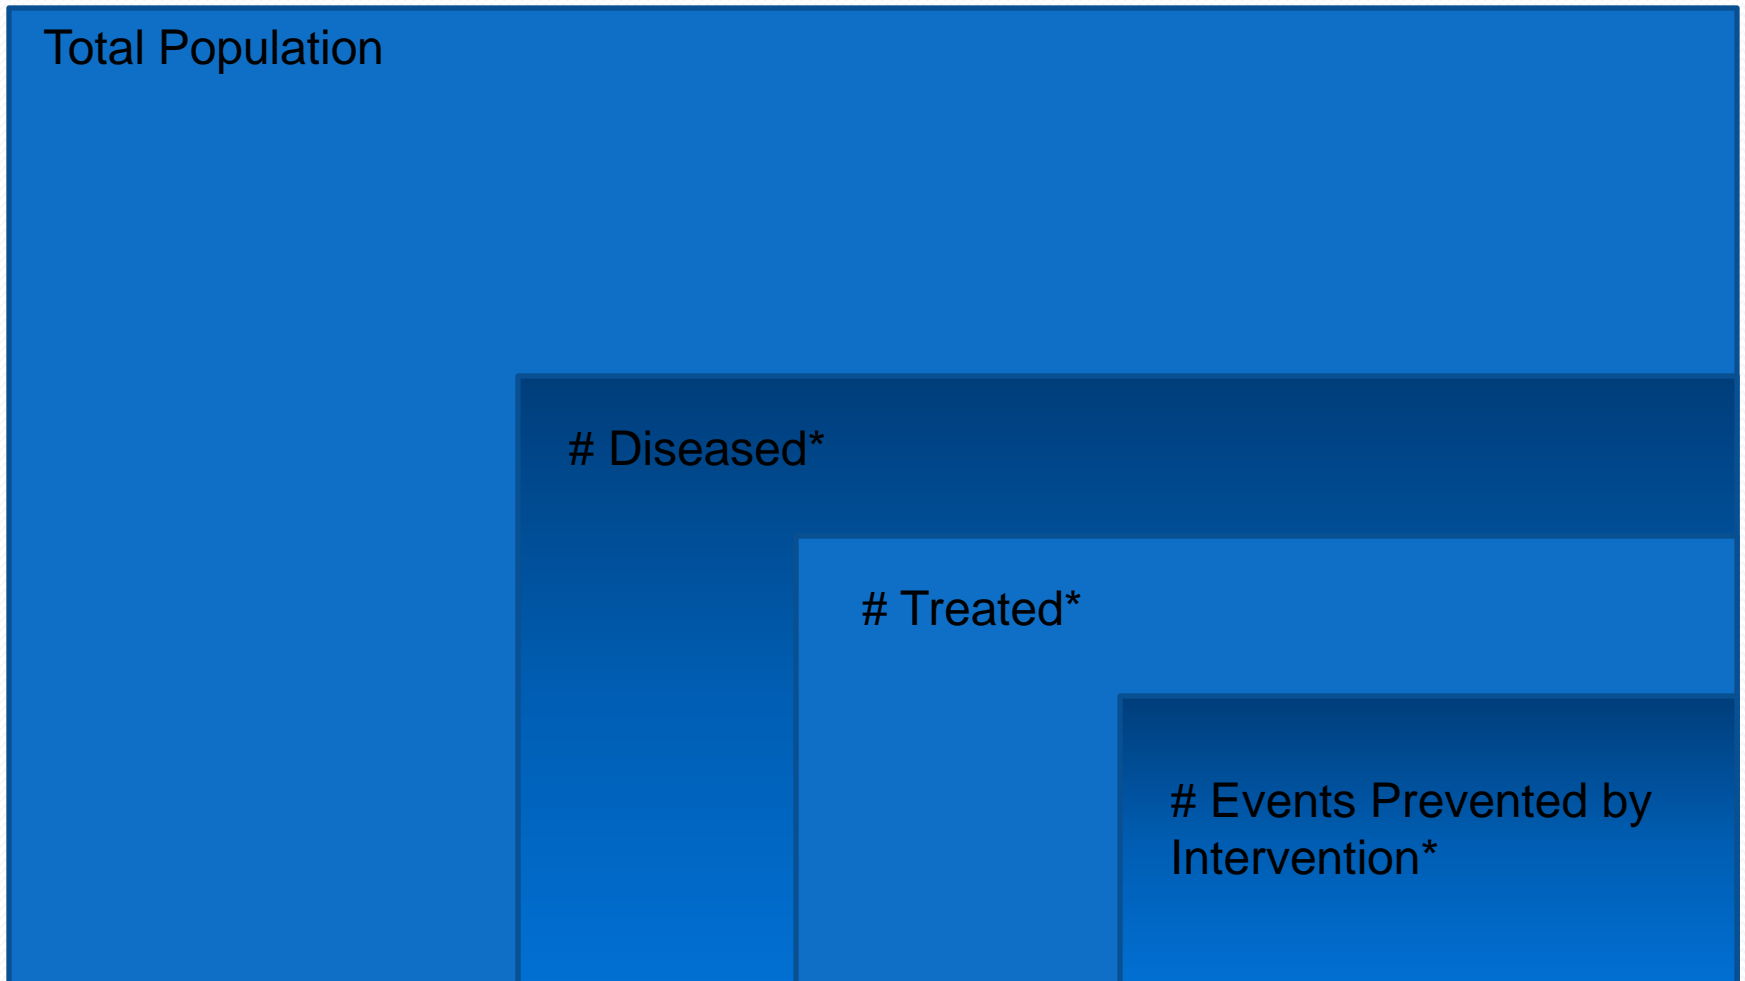 Total Population
# Diseased*
# Treated*
# Events Prevented by
Intervention*